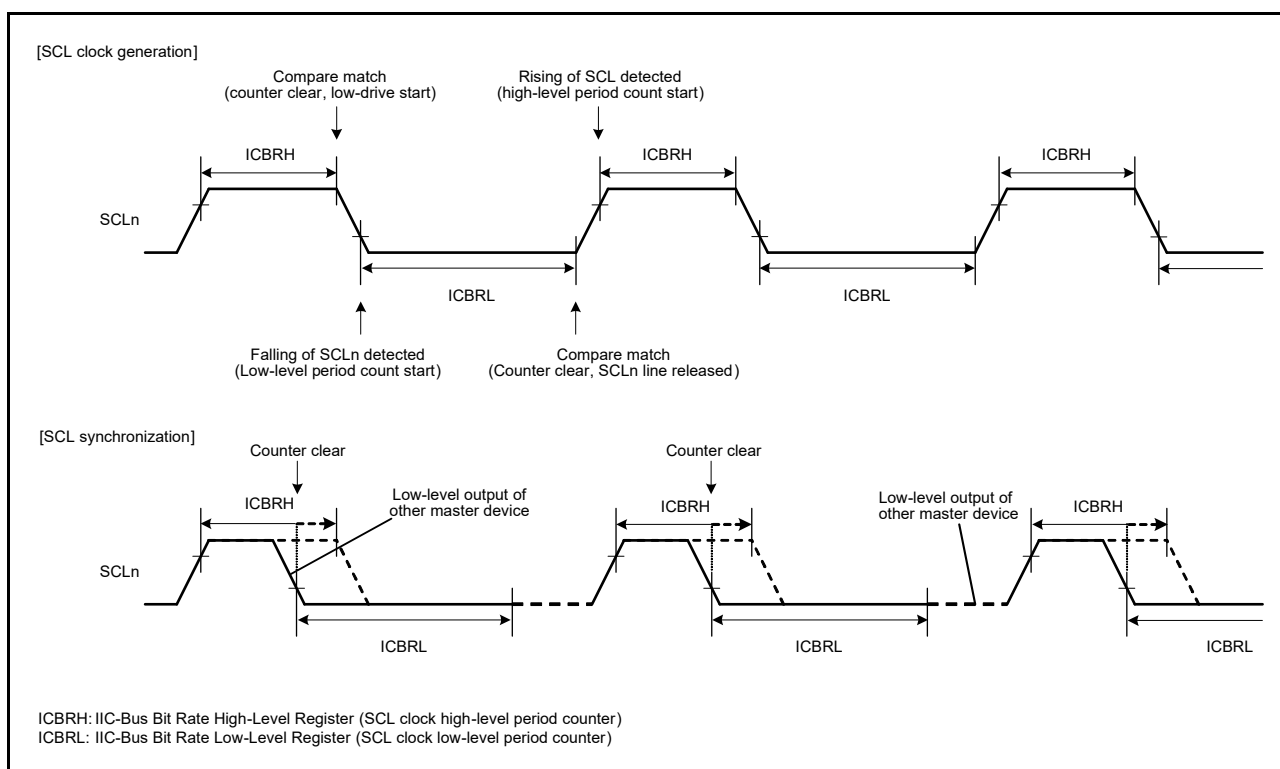 [SCL clock generation]
Compare match
(counter clear, low-drive start)
Rising of SCL detected
(high-level period count start)
ICBRH
ICBRH
ICBRH
SCLn
ICBRL
ICBRL
Falling of SCLn detected
(Low-level period count start)
Compare match
(Counter clear, SCLn line released)
[SCL synchronization]
Counter clear
Counter clear
ICBRH
Low-level output of
other master device
ICBRH
Low-level output of
other master device
ICBRH
SCLn
ICBRL
ICBRL
ICBRL
ICBRH: IIC-Bus Bit Rate High-Level Register (SCL clock high-level period counter)
ICBRL: IIC-Bus Bit Rate Low-Level Register (SCL clock low-level period counter)